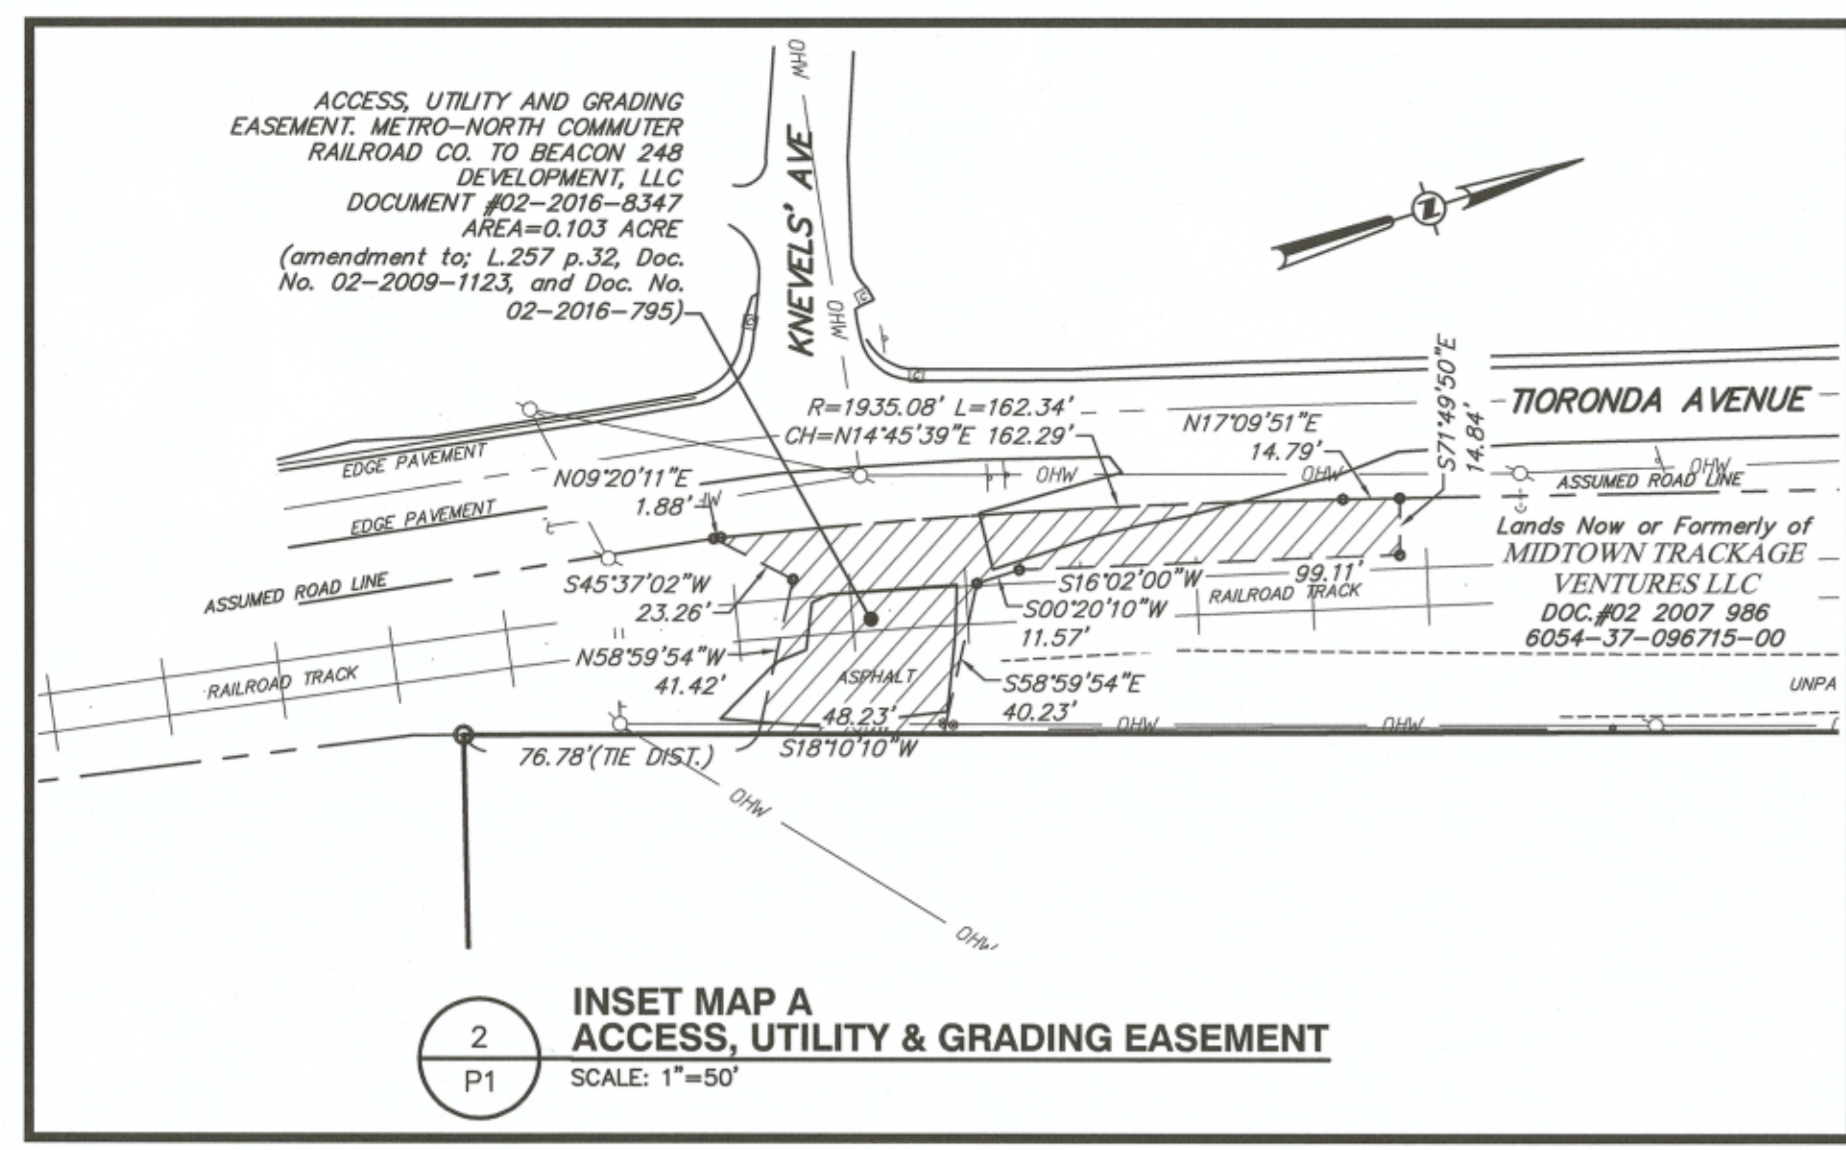 OHW
ACCESS, UTILITY AND GRADING
EASEMENT. METRO-NORTH COMMUTER
RAILROAD CO. TO BEACON 248
DEVELOPMENT, LLC
DOCUMENT #02-2016-8347
AREA=0.103 ACRE
(amendment to; L.257 p.32, Doc.
No. 02-2009-1123, and Doc. No.
02-2016-795)
KNEVELS' AVE
OHW
Z
C
C
C
R=1935.08' L=162.34'
CH=N14°45'39"E 162.29'
N17°09'51"E
14.79'
S71°49'50"E
14.84'
TIORONDA AVENUE
EDGE PAVEMENT
N09°20'11"E
1.88'
OHW
OHW
OHW
ASSUMED ROAD LINE
EDGE PAVEMENT
Lands Now or Formerly of
MIDTOWN TRACKAGE
VENTURES LLC
DOC.#02 2007 986
6054-37-096715-00
ASSUMED ROAD LINE
S45°37'02"W
23.26'
S16°02'00"W
99.11'
RAILROAD TRACK
S00°20'10"W
11.57'
N58°59'54"W
41.42'
RAILROAD TRACK
ASPHALT
S58°59'54"E
40.23'
UNPA
48.23'
S18°10'10"W
OHW
OHW
76.78'(TIE DIST.)
OHW
OHW
2
P1
INSET MAP A
ACCESS, UTILITY & GRADING EASEMENT
SCALE: 1"=50'